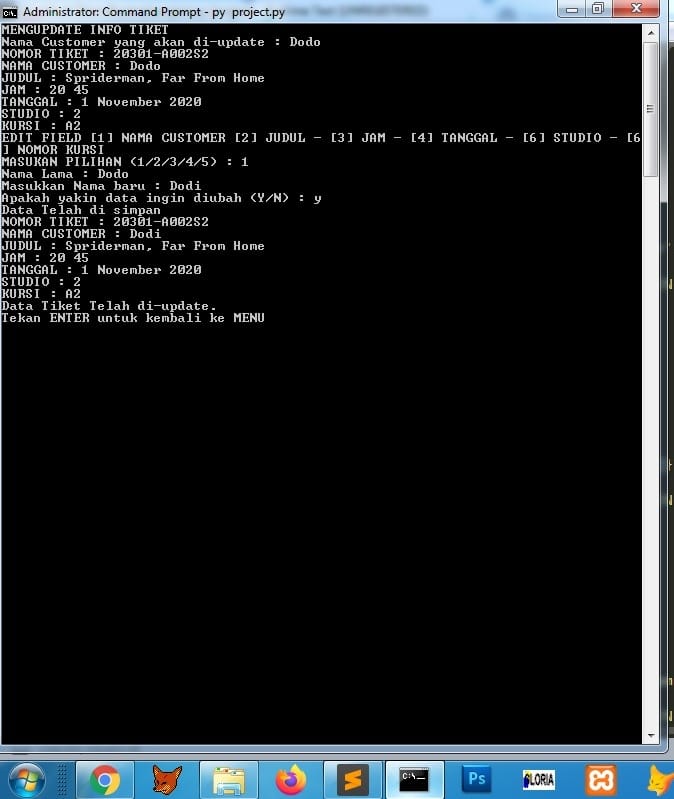 Administrator: Command Prompt - py project.py
MENGUPDATE INFO TIKET
Nama Customer yang akan di-update : Dodo
NOMOR TIKET : 20301-A002S2
NAMA CUSTOMER : Dodo
JUDUL : Spriderman, Far From Home
JAM : 20 45
TANGGAL : 1 November 2020
STUDIO : 2
KURSI : A2
EDIT FIELD [1] NAMA CUSTOMER [2] JUDUL - [3] JAM - [4] TANGGAL - [6] STUDIO - [6
] NOMOR KURSI
MASUKAN PILIHAN (1/2/3/4/5) : 1
Nama Lama : Dodo
Masukkan Nama baru : Dodi
Apakah yakin data ingin diubah (Y/N) : y
Data Telah di simpan
NOMOR TIKET : 20301-A002S2
NAMA CUSTOMER : Dodi
JUDUL : Spriderman, Far From Home
JAM : 20 45
TANGGAL : 1 November 2020
STUDIO : 2
KURSI : A2
Data Tiket Telah di-update.
Tekan ENTER untuk kembali ke MENU
C:\_
Ps
GLORIA